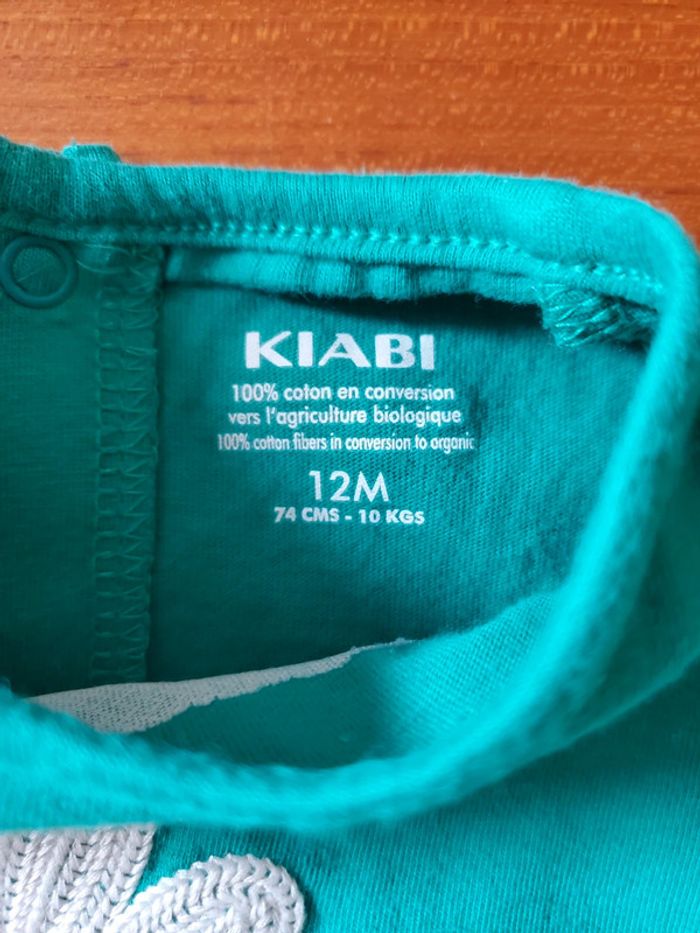 KIABI
100% coton en conversion
vers l'agriculture biologique
100% cotton fibers in conversion to organic
12M
74 CMS - 10 KGS